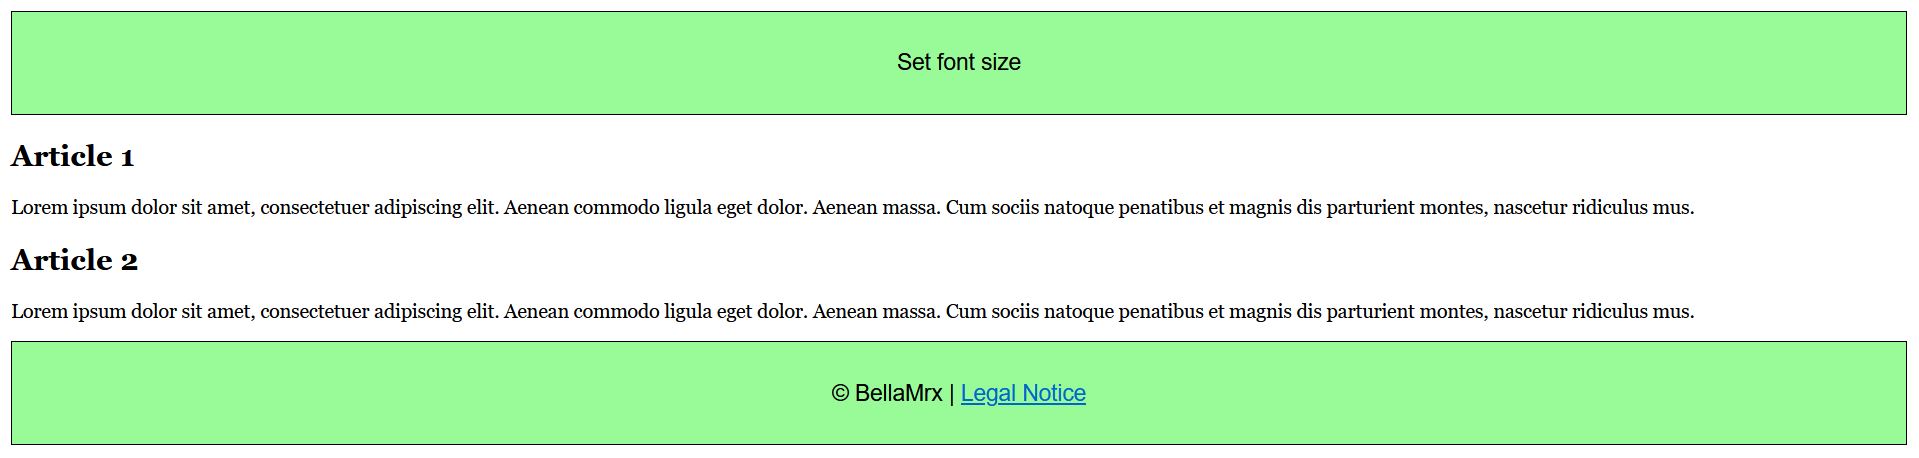 Set font size
Article 1
Lorem ipsum dolor sit amet, consectetuer adipiscing elit. Aenean commodo ligula eget dolor. Aenean massa. Cum sociis natoque penatibus et magnis dis parturient montes, nascetur ridiculus mus.
Article 2
Lorem ipsum dolor sit amet, consectetuer adipiscing elit. Aenean commodo ligula eget dolor. Aenean massa. Cum sociis natoque penatibus et magnis dis parturient montes, nascetur ridiculus mus.
© BellaMrx | Legal Notice